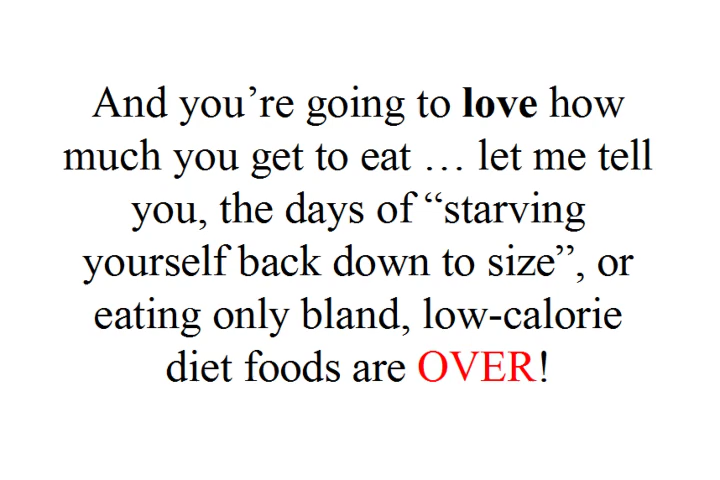 And you’re going to love how
much you get to eat … let me tell
you, the days of “starving
yourself back down to size”, or
eating only bland, low-calorie
diet foods are OVER!